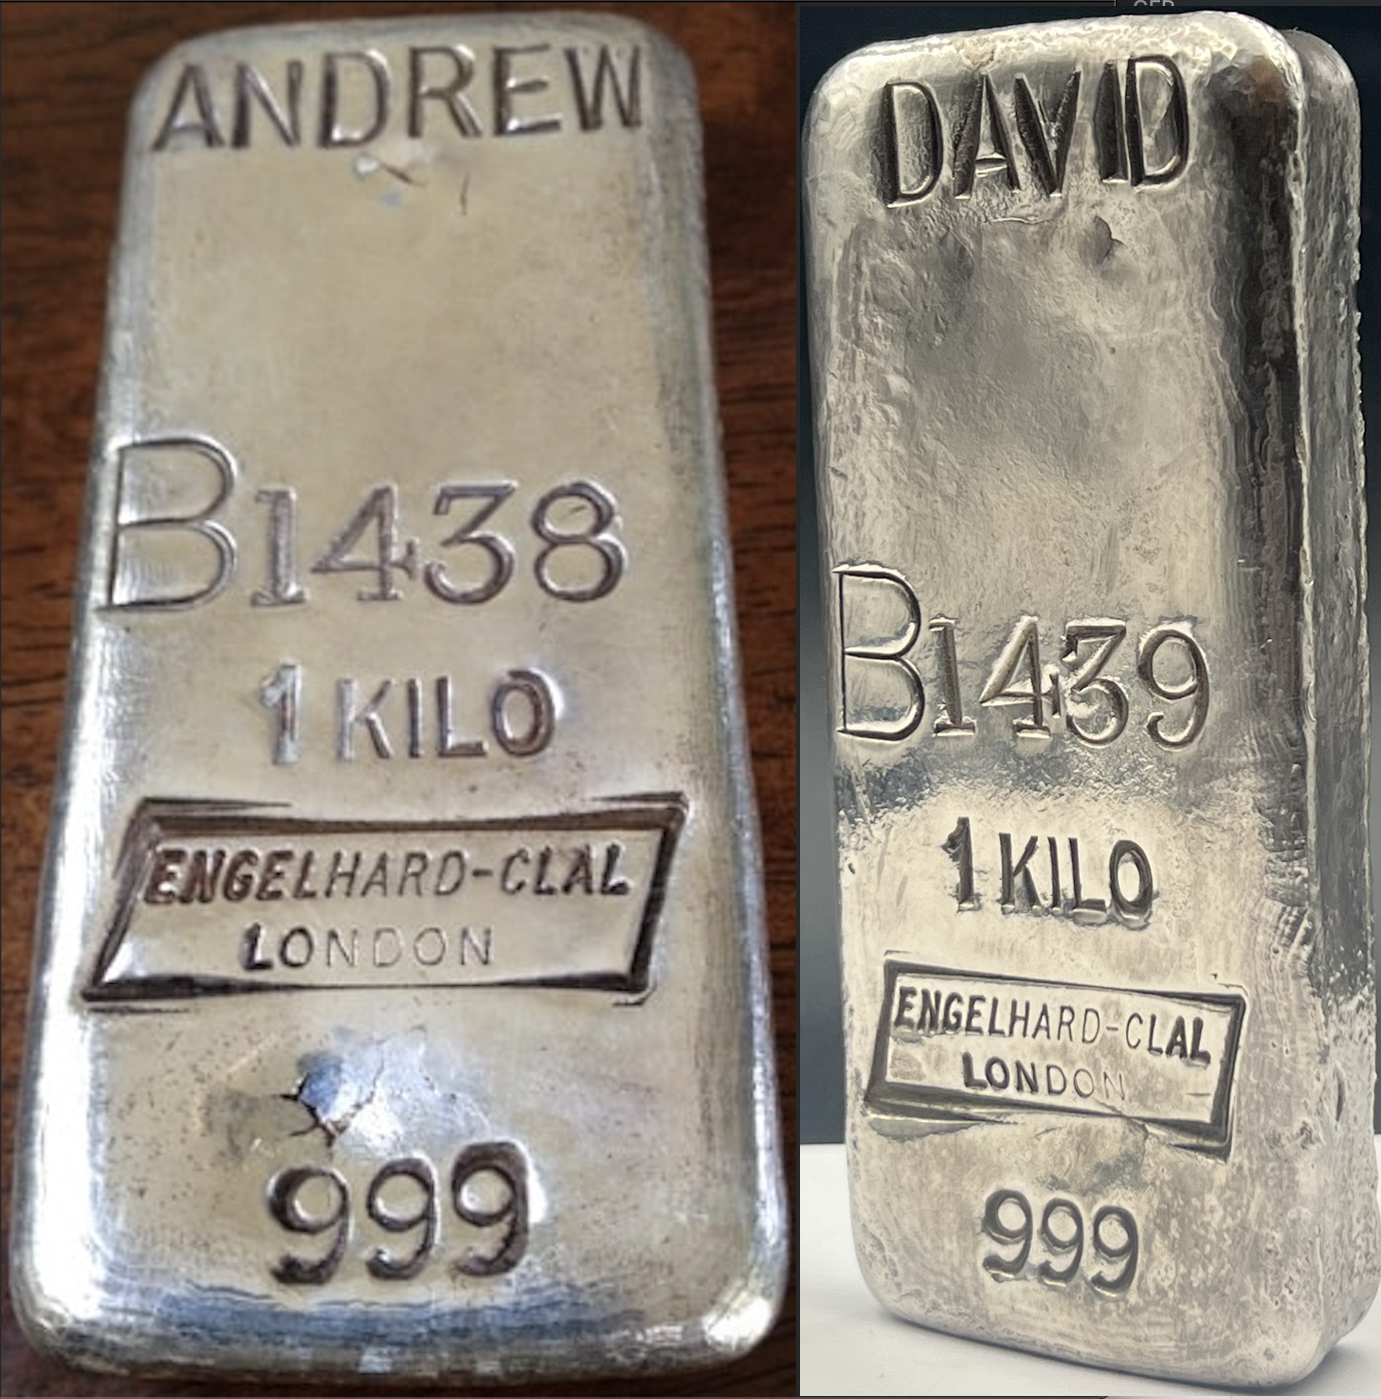 ANDREW
B1438
1 KILO
ENGELHARD-CLAL
LONDON
999
DAVID
B1439
1 KILO
ENGELHARD-CLAL
LONDON
999